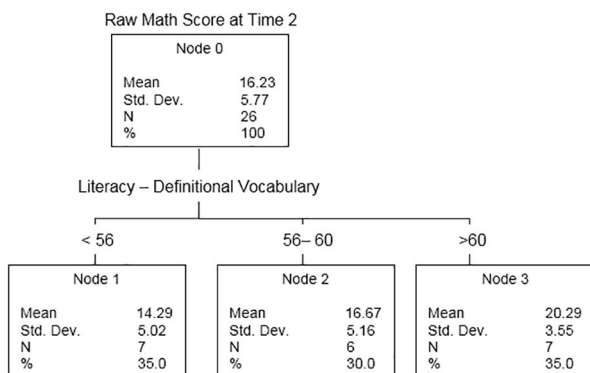 Raw Math Score at Time 2
Node 0
Mean 16.23
Std. Dev. 5.77
N 26
% 100
Literacy – Definitional Vocabulary
< 56 56– 60 >60
Node 1
Mean 14.29
Std. Dev. 5.02
N 7
% 35.0
Node 2
Mean 16.67
Std. Dev. 5.16
N 6
% 30.0
Node 3
Mean 20.29
Std. Dev. 3.55
N 7
% 35.0